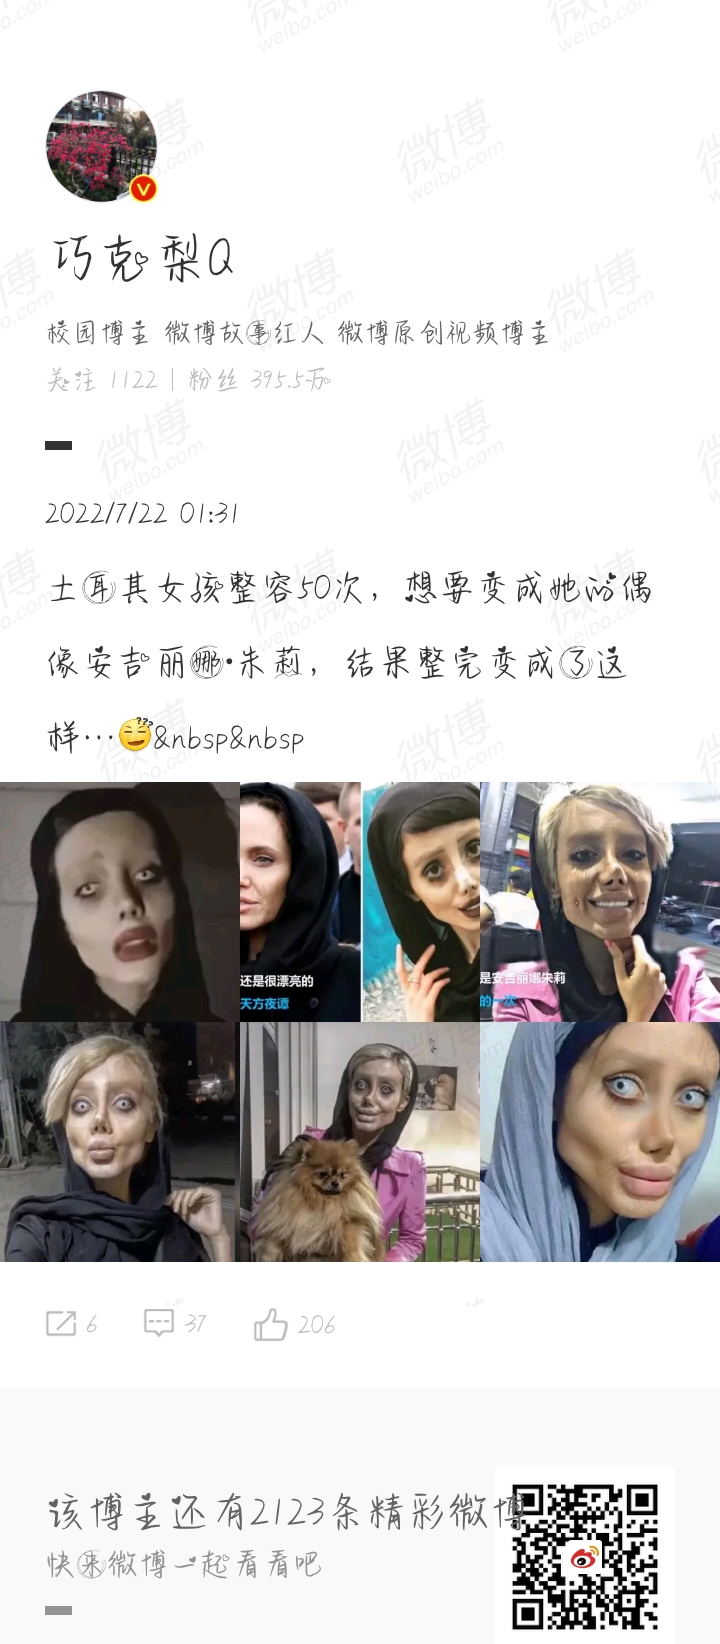 巧克梨Q
校园博主 微博故事红人 微博原创视频博主
关注 1122 | 粉丝 395.5万
2022/7/22 01:31
土耳其女孩整容50次，想要变成她的偶
像安吉丽娜·朱莉，结果整完变成了这
样…&nbsp&nbsp
还是很漂亮的
天方夜谭
是安吉丽娜朱莉
的一次
6 37 206
该博主还有2123条精彩微博
快来微博一起看看吧
微博
weibo.com